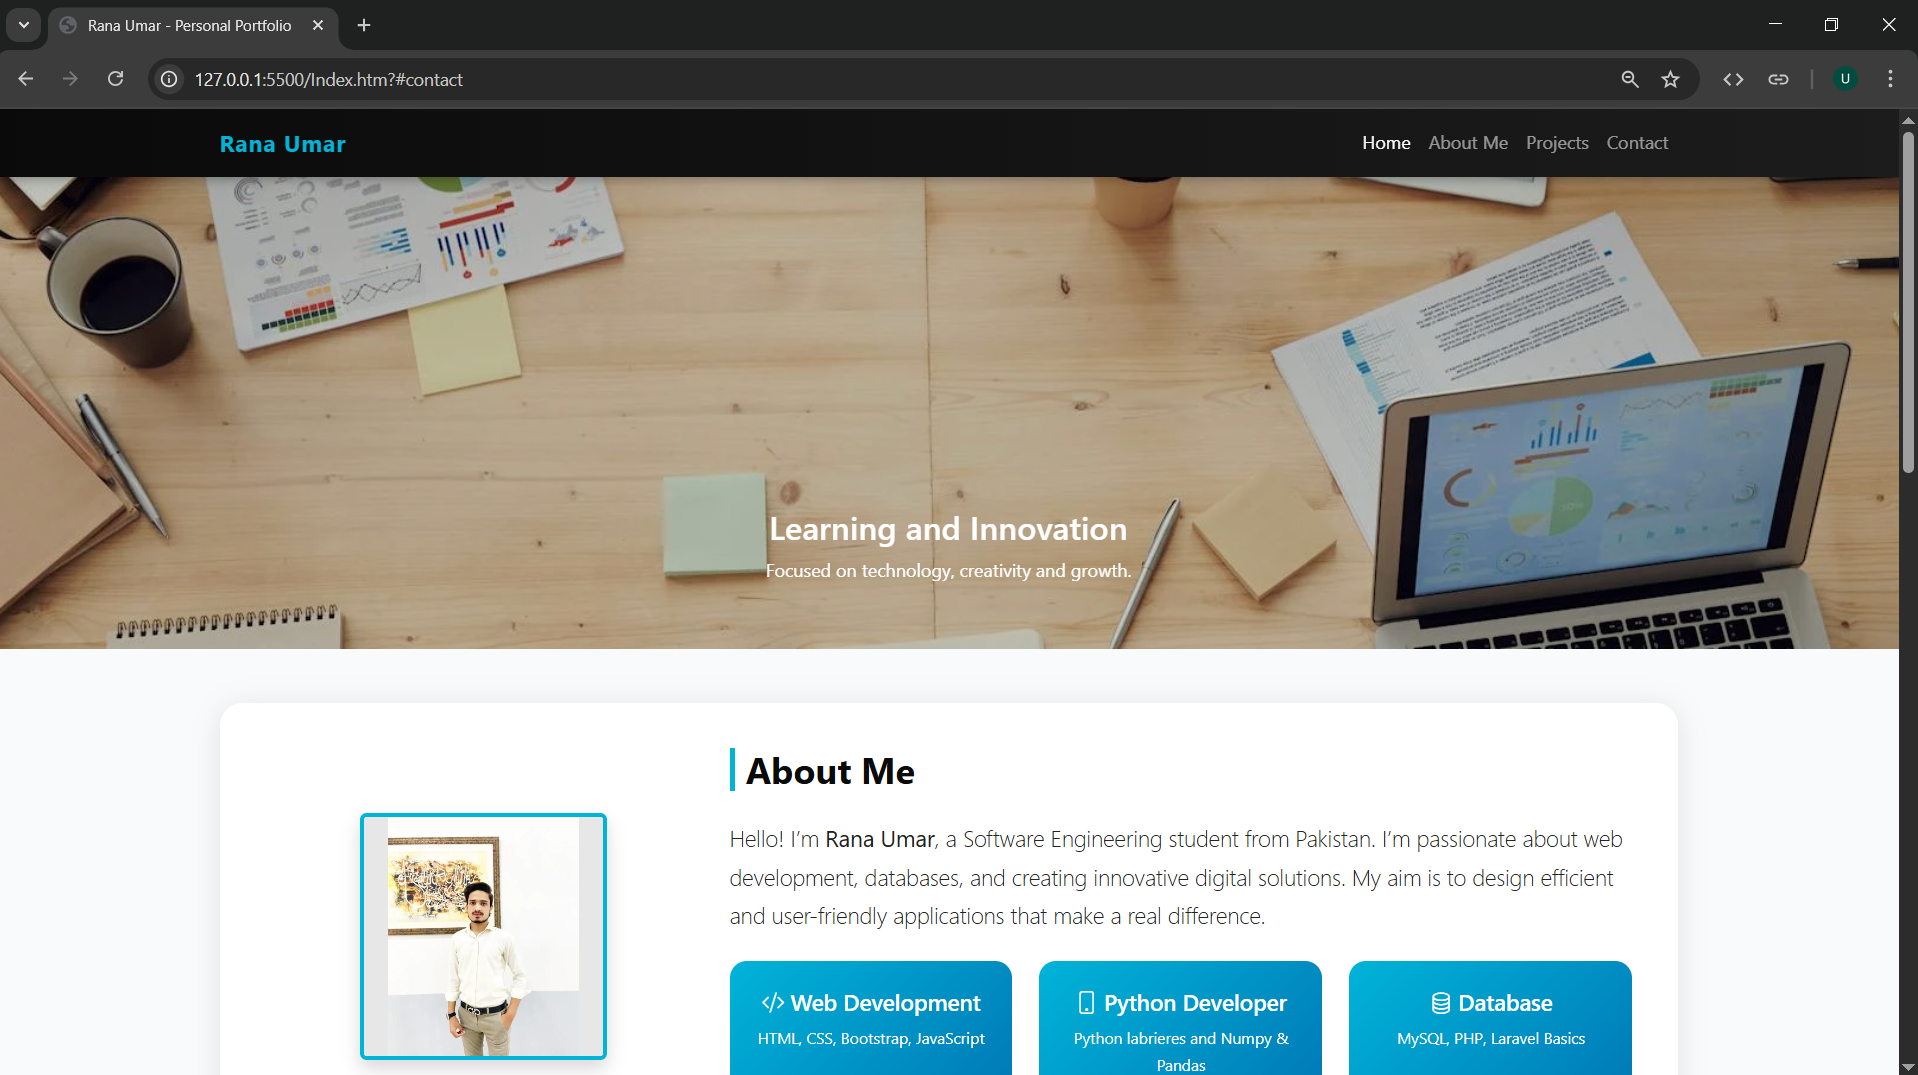 Rana Umar - Personal Portfolio
127.0.0.1:5500/Index.htm?#contact
U
Rana Umar
Home About Me Projects Contact
Learning and Innovation
Focused on technology, creativity and growth.
About Me
Hello! I’m Rana Umar, a Software Engineering student from Pakistan. I’m passionate about web
development, databases, and creating innovative digital solutions. My aim is to design efficient
and user-friendly applications that make a real difference.
Web Development
HTML, CSS, Bootstrap, JavaScript
Python Developer
Python labrieres and Numpy &
Pandas
Database
MySQL, PHP, Laravel Basics